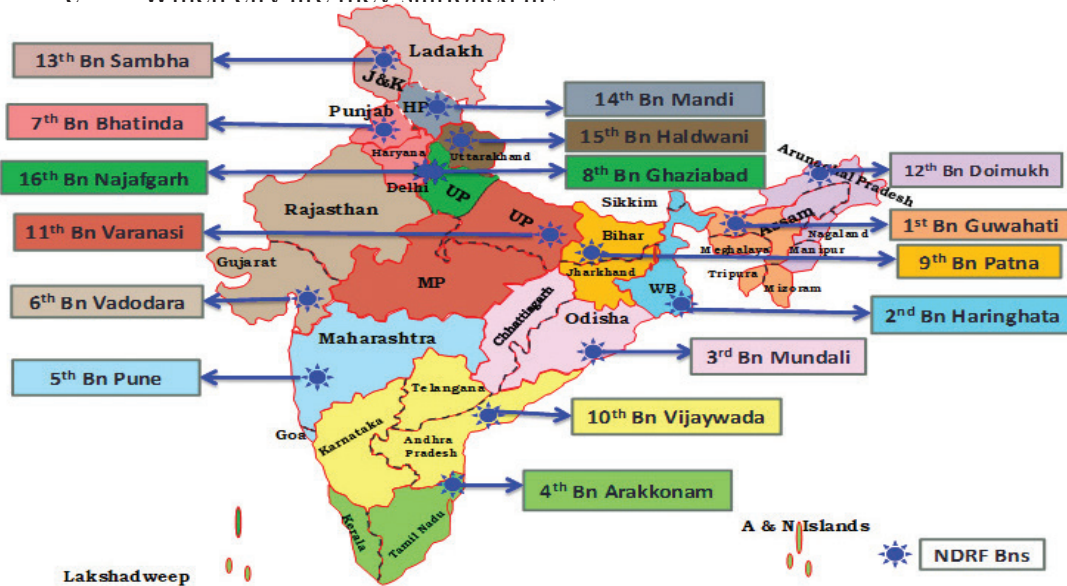 Ladakh
13th Bn Sambha
J&K
14th Bn Mandi
HP
Punjab
7th Bn Bhatinda
15th Bn Haldwani
Uttarakhand
Haryana
16th Bn Najafgarh
8th Bn Ghaziabad
Delhi
UP
Arunachal Pradesh
12th Bn Doimukh
Sikkim
Rajasthan
UP
Assam
1st Bn Guwahati
11th Bn Varanasi
Bihar
Nagaland
Meghalaya
Manipur
9th Bn Patna
Gujarat
Jharkhand
MP
Tripura
Mizoram
6th Bn Vadodara
WB
2nd Bn Haringhata
Chhattisgarh
Odisha
Maharashtra
3rd Bn Mundali
5th Bn Pune
Telangana
10th Bn Vijaywada
Goa
Karnataka
Andhra
Pradesh
4th Bn Arakkonam
Kerala
Tamil Nadu
A & N Islands
NDRF Bns
Lakshadweep